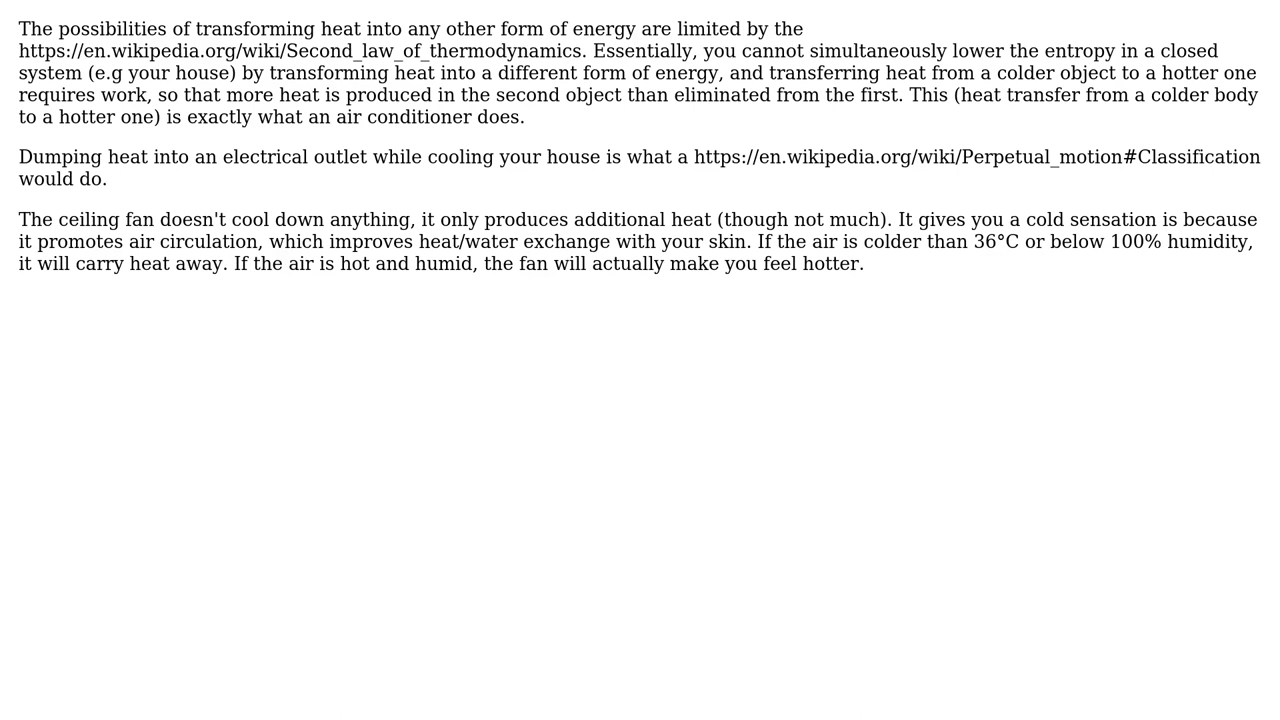 The possibilities of transforming heat into any other form of energy are limited by the
https://en.wikipedia.org/wiki/Second_law_of_thermodynamics. Essentially, you cannot simultaneously lower the entropy in a closed
system (e.g your house) by transforming heat into a different form of energy, and transferring heat from a colder object to a hotter one
requires work, so that more heat is produced in the second object than eliminated from the first. This (heat transfer from a colder body
to a hotter one) is exactly what an air conditioner does.
Dumping heat into an electrical outlet while cooling your house is what a https://en.wikipedia.org/wiki/Perpetual_motion#Classification
would do.
The ceiling fan doesn't cool down anything, it only produces additional heat (though not much). It gives you a cold sensation is because
it promotes air circulation, which improves heat/water exchange with your skin. If the air is colder than 36°C or below 100% humidity,
it will carry heat away. If the air is hot and humid, the fan will actually make you feel hotter.